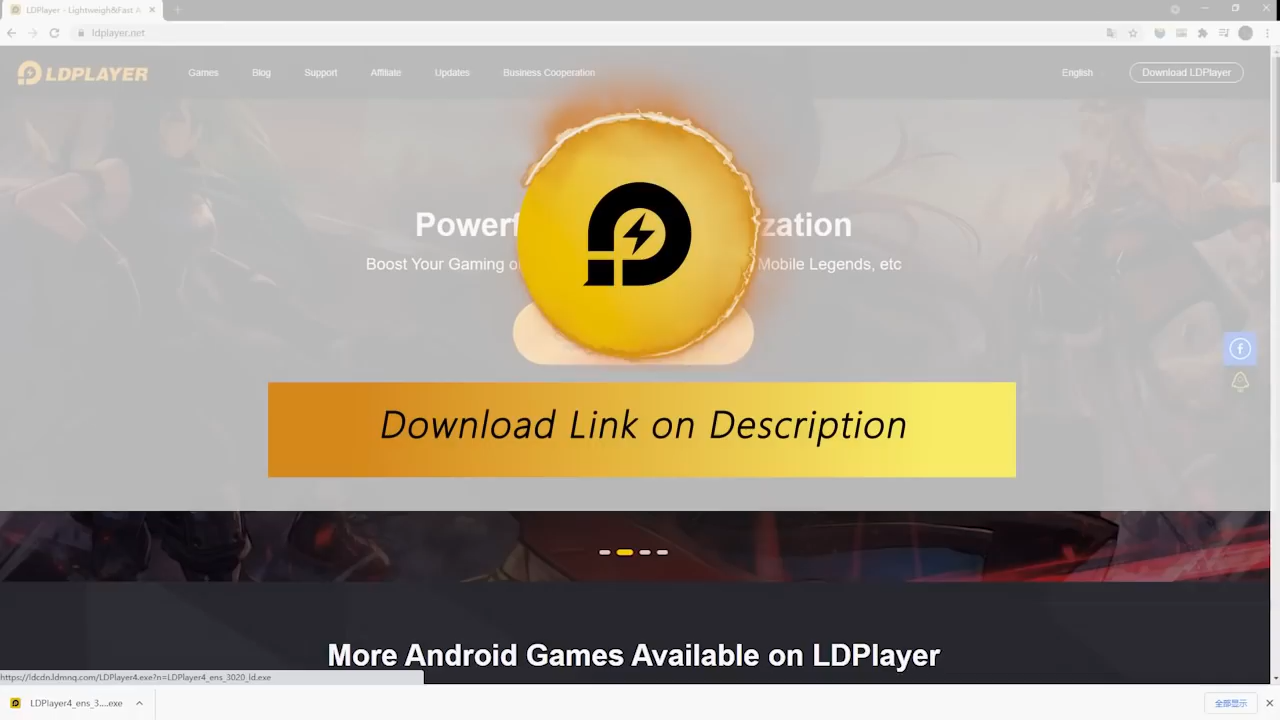 LDPlayer - Lightweigh&Fast A
ldplayer.net
LDPLAYER
Games
Blog
Support
Affiliate
Updates
Business Cooperation
English
Download LDPlayer
Powerf
zation
Boost Your Gaming o
Mobile Legends, etc
Download Link on Description
More Android Games Available on LDPlayer
https://ldcdn.ldmnq.com/LDPlayer4.exe?n=LDPlayer4_ens_3020_ld.exe
LDPlayer4_ens_3....exe
全部显示